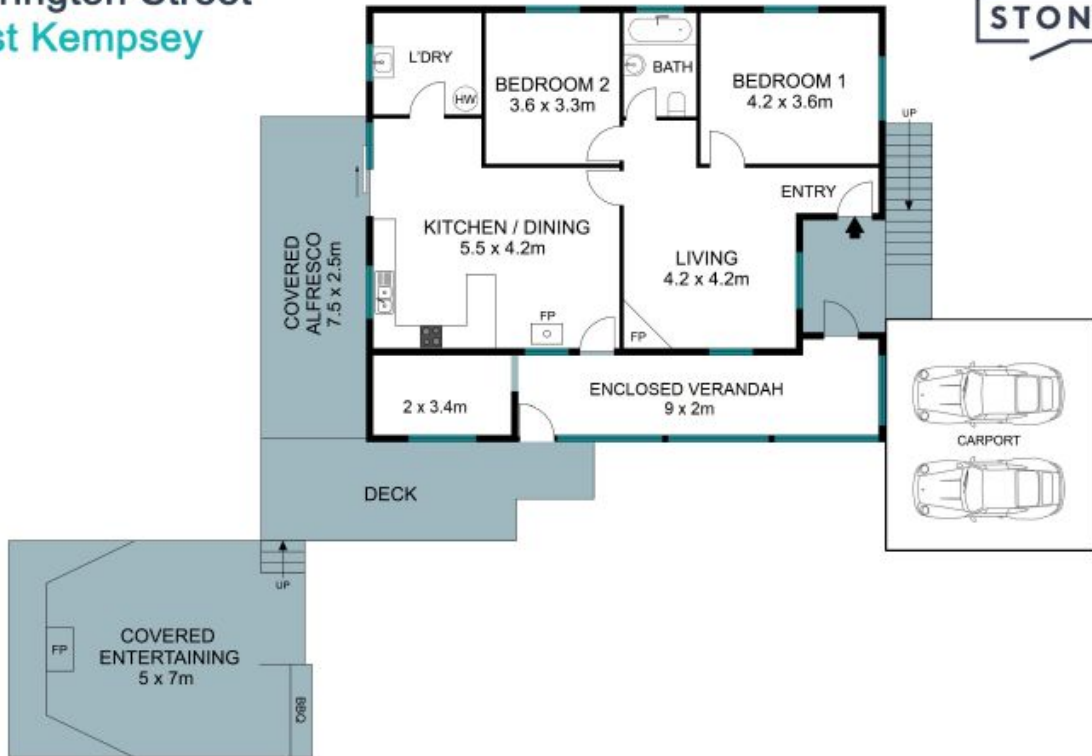 Street
st Kempsey
STON
L'DRY
HW
BEDROOM 2
3.6 x 3.3m
BATH
BEDROOM 1
4.2 x 3.6m
UP
ENTRY
COVERED
ALFRESCO
7.5 x 2.5m
KITCHEN / DINING
5.5 x 4.2m
LIVING
4.2 x 4.2m
FP
FP
2 x 3.4m
ENCLOSED VERANDAH
9 x 2m
CARPORT
DECK
UP
FP
COVERED
ENTERTAINING
5 x 7m
BBQ